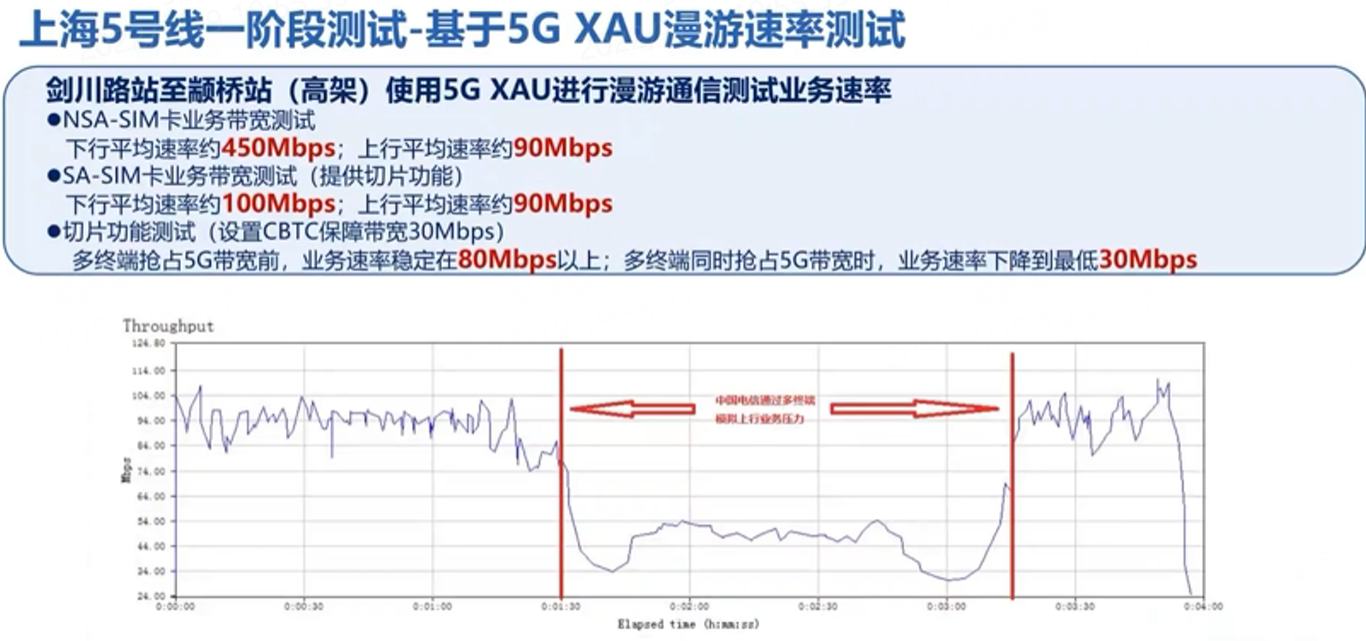 上海5号线一阶段测试-基于5G XAU漫游速率测试
剑川路站至颛桥站（高架）使用5G XAU进行漫游通信测试业务速率
●NSA-SIM卡业务带宽测试
下行平均速率约450Mbps；上行平均速率约90Mbps
●SA-SIM卡业务带宽测试（提供切片功能）
下行平均速率约100Mbps；上行平均速率约90Mbps
●切片功能测试（设置CBTC保障带宽30Mbps）
多终端抢占5G带宽前，业务速率稳定在80Mbps以上；多终端同时抢占5G带宽时，业务速率下降到最低30Mbps
Throughput
124.80
114.00
104.00
94.00
84.00
74.00
64.00
54.00
44.00
34.00
24.00
Mbps
中国电信通过多终端
模拟上行业务压力
0:00:00 0:00:30 0:01:00 0:01:30 0:02:00 0:02:30 0:03:00 0:03:30 0:04:00
Elapsed time (h:mm:ss)